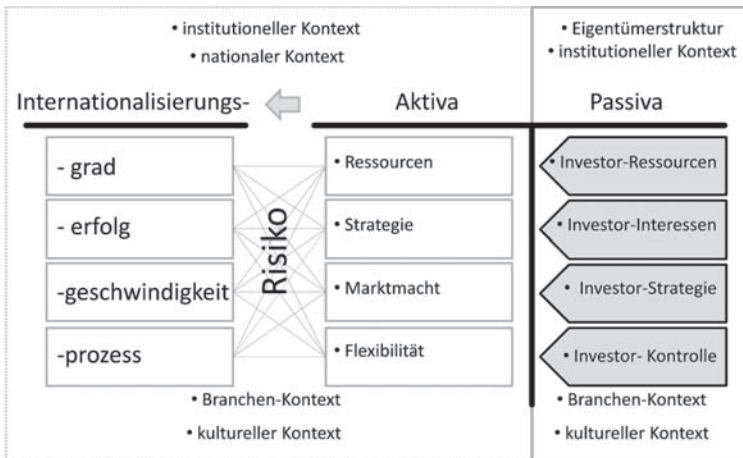 • institutioneller Kontext
• nationaler Kontext
• Eigentümerstruktur
• institutioneller Kontext
Internationalisierungs-
Aktiva
Passiva
- grad
- erfolg
-geschwindigkeit
-prozess
Risiko
• Ressourcen
• Strategie
• Marktmacht
• Flexibilität
• Investor-Ressourcen
• Investor-Interessen
• Investor-Strategie
• Investor- Kontrolle
• Branchen-Kontext
• kultureller Kontext
• Branchen-Kontext
• kultureller Kontext